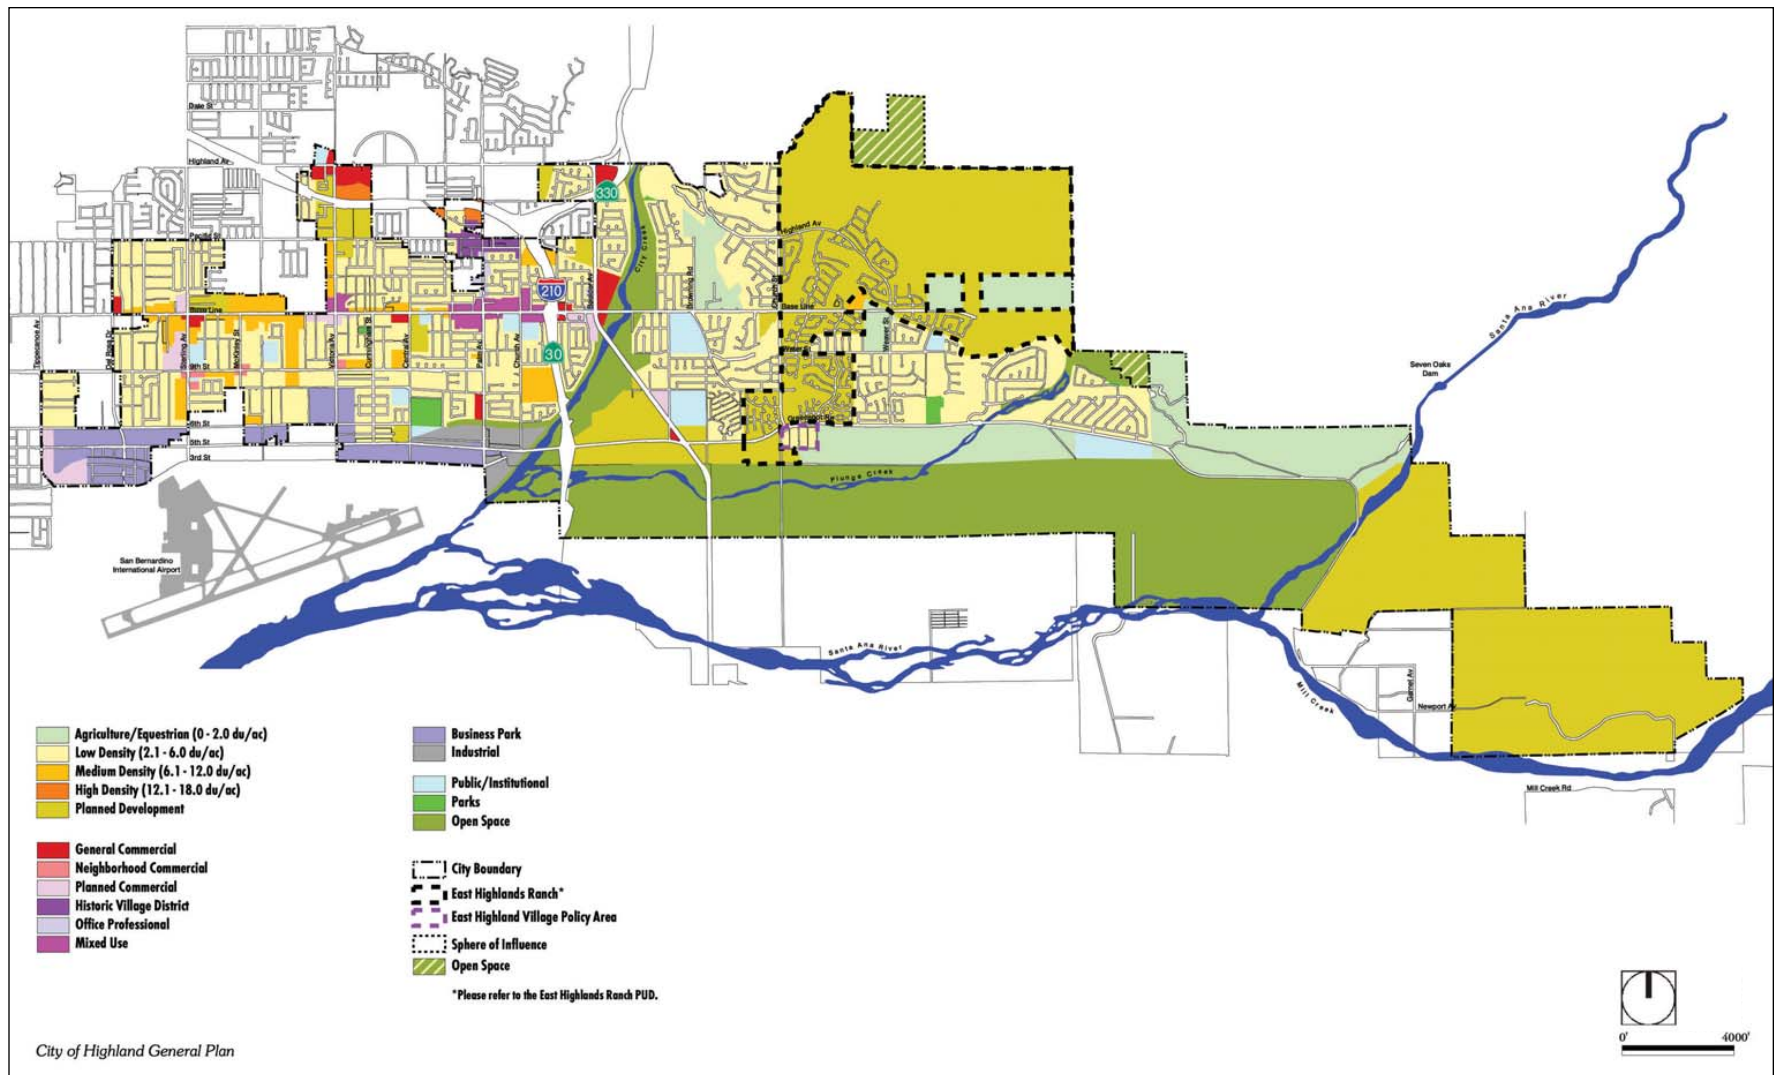 Dale St
Highland Av
330
City Creek
Highland Av
Pacific St
210
Boulder Av
Browning Rd
Church St
Base Line
Base Line
Tippecanoe Av
Del Rosa Dr
Sterling Av
McKinley St
Victoria Av
Cunningham St
Central Av
Palm Av
Church Av
Water St
Weaver St
30
9th St
Santa Ana River
Seven Oaks
Dam
Greenspot Rd
6th St
5th St
3rd St
Plunge Creek
San Bernardino
International Airport
Santa Ana River
Mill Creek
Garnet Av
Newport Av
Mill Creek Rd
Agriculture/Equestrian (0 - 2.0 du/ac)
Low Density (2.1 - 6.0 du/ac)
Medium Density (6.1 - 12.0 du/ac)
High Density (12.1 - 18.0 du/ac)
Planned Development
General Commercial
Neighborhood Commercial
Planned Commercial
Historic Village District
Office Professional
Mixed Use
Business Park
Industrial
Public/Institutional
Parks
Open Space
City Boundary
East Highlands Ranch*
East Highland Village Policy Area
Sphere of Influence
Open Space
*Please refer to the East Highlands Ranch PUD.
0'
4000'
City of Highland General Plan